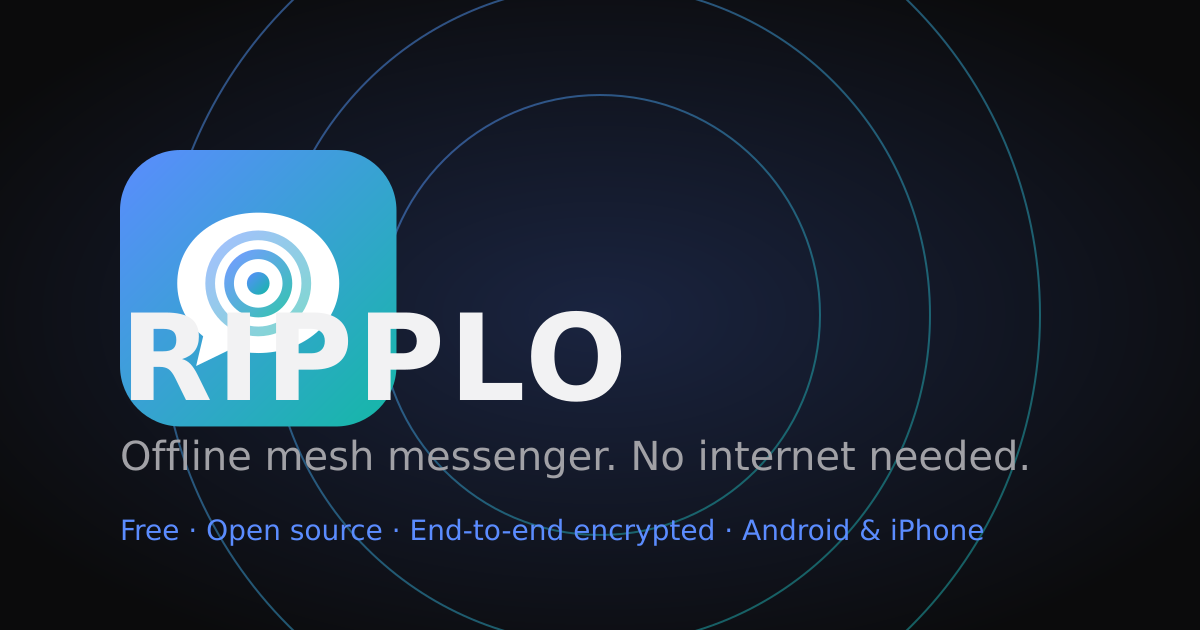 RIPPLO
Offline mesh messenger. No internet needed.
Free · Open source · End-to-end encrypted · Android & iPhone